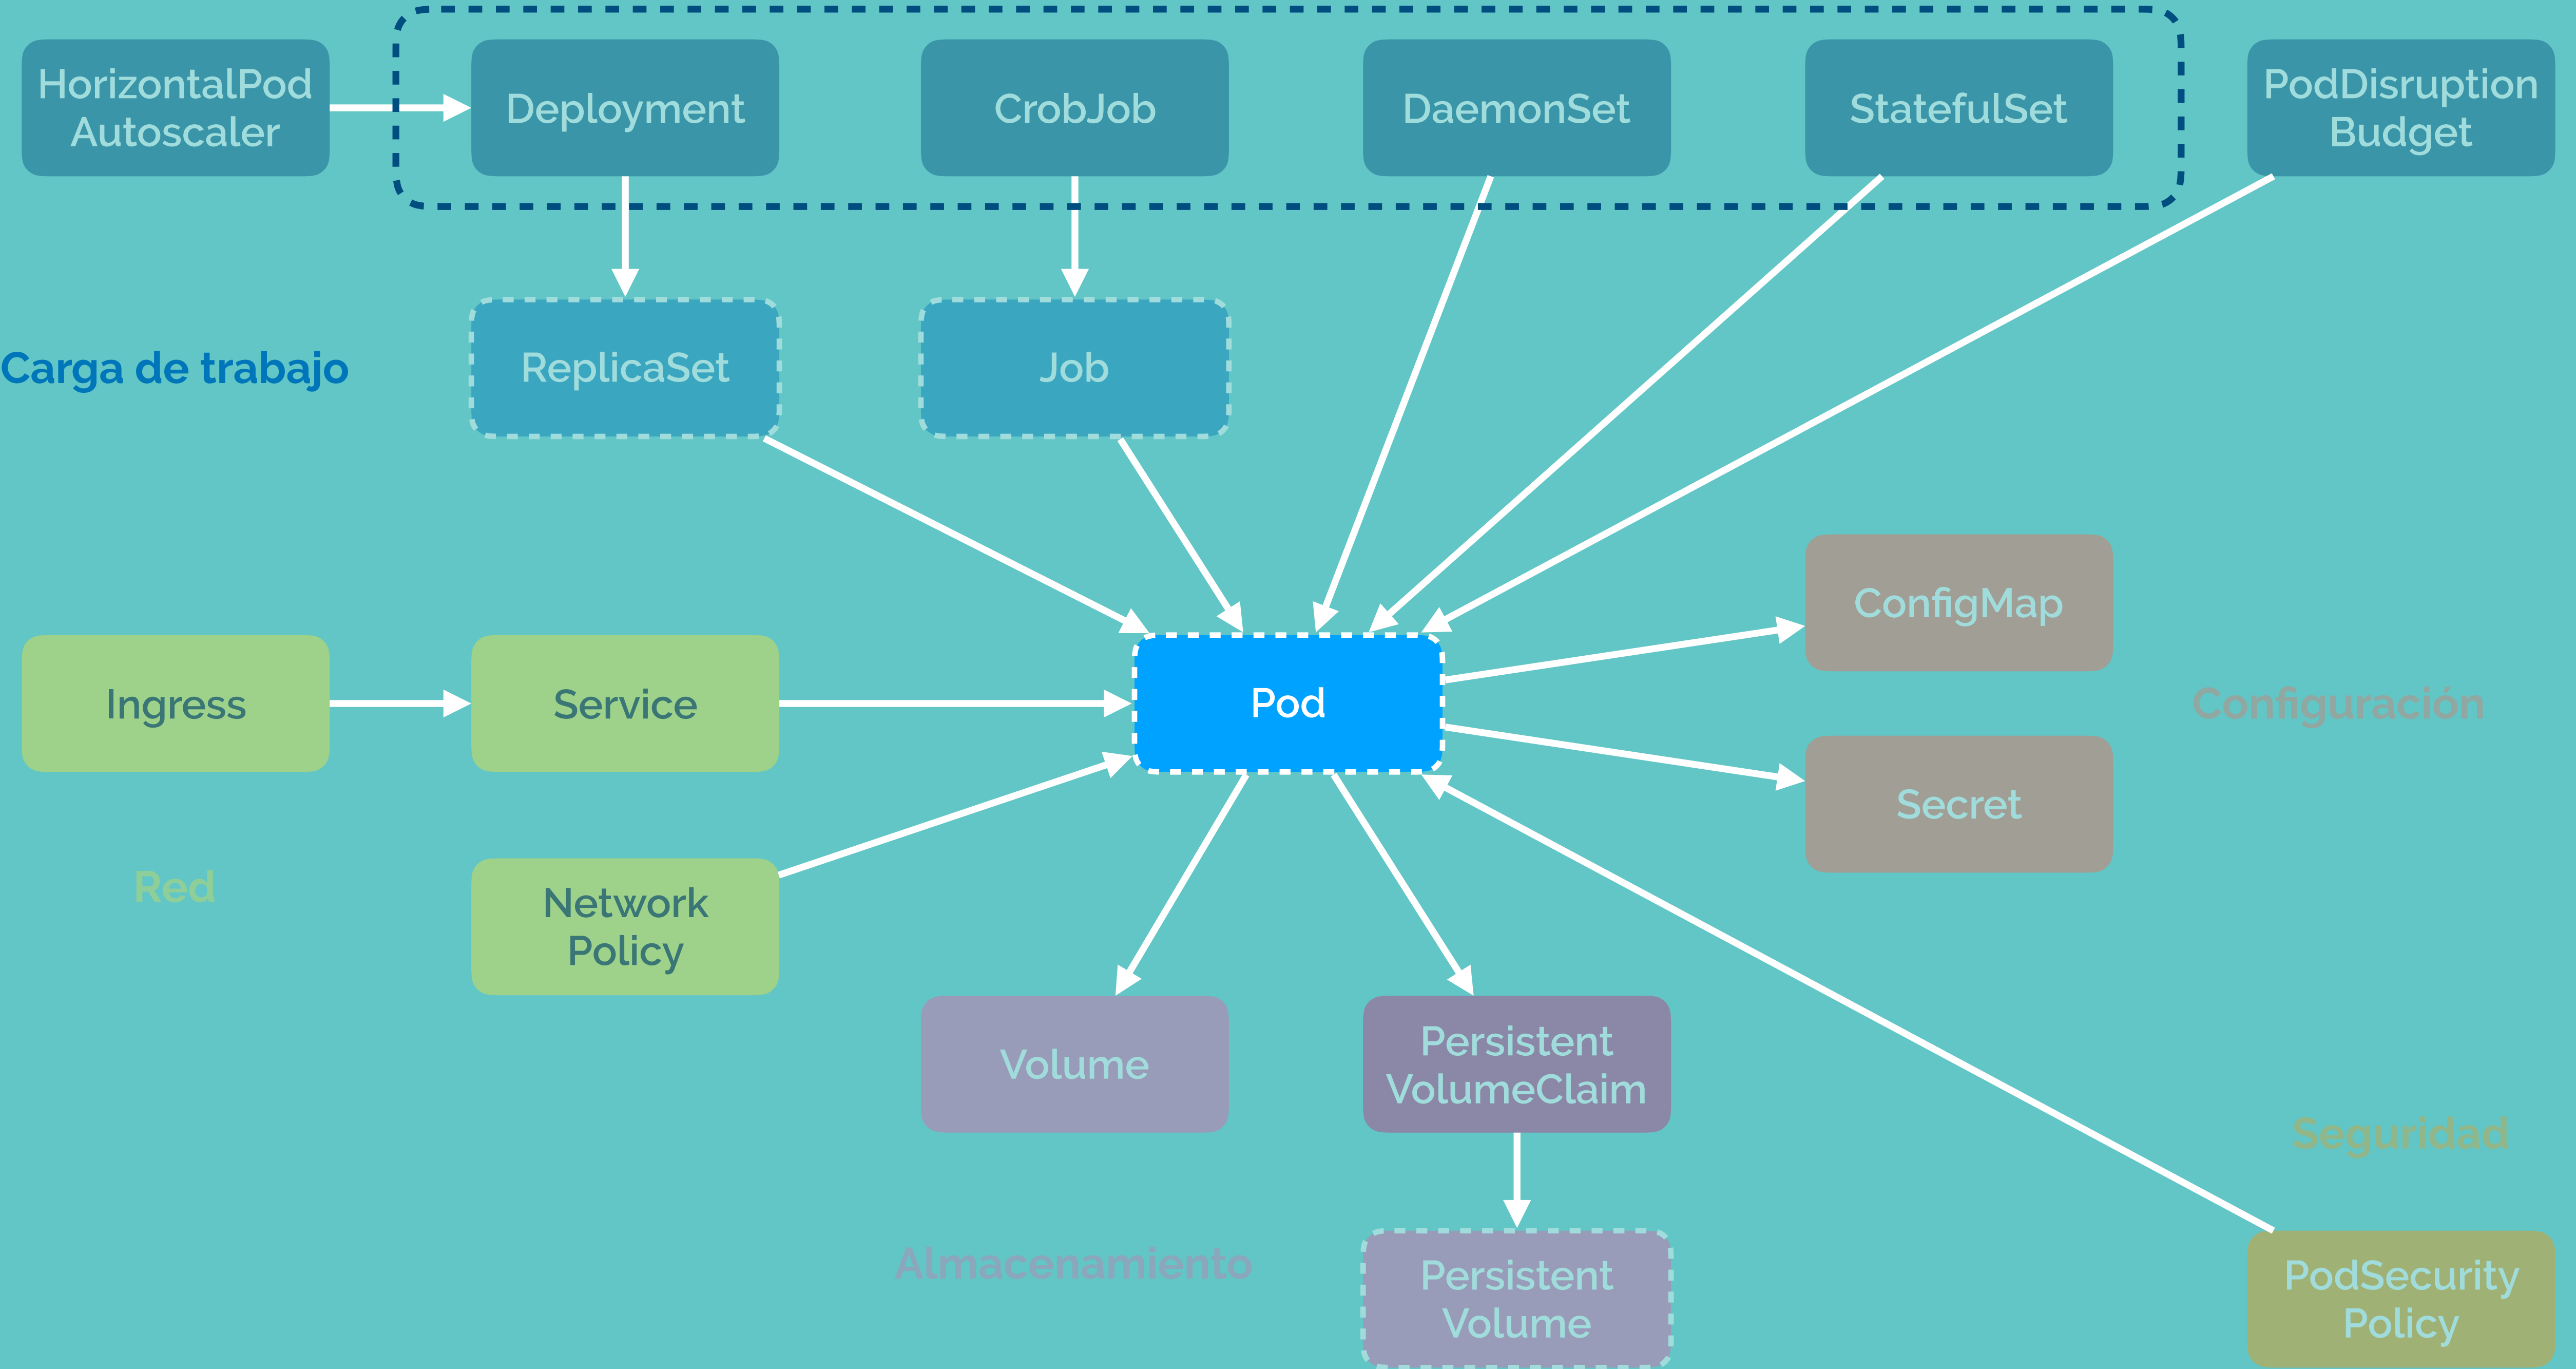 HorizontalPod
Autoscaler
Deployment
CrobJob
DaemonSet
StatefulSet
PodDisruption
Budget
Carga de trabajo
ReplicaSet
Job
ConfigMap
Ingress
Service
Pod
Configuración
Secret
Red
Network
Policy
Volume
Persistent
VolumeClaim
Seguridad
Almacenamiento
Persistent
Volume
PodSecurity
Policy